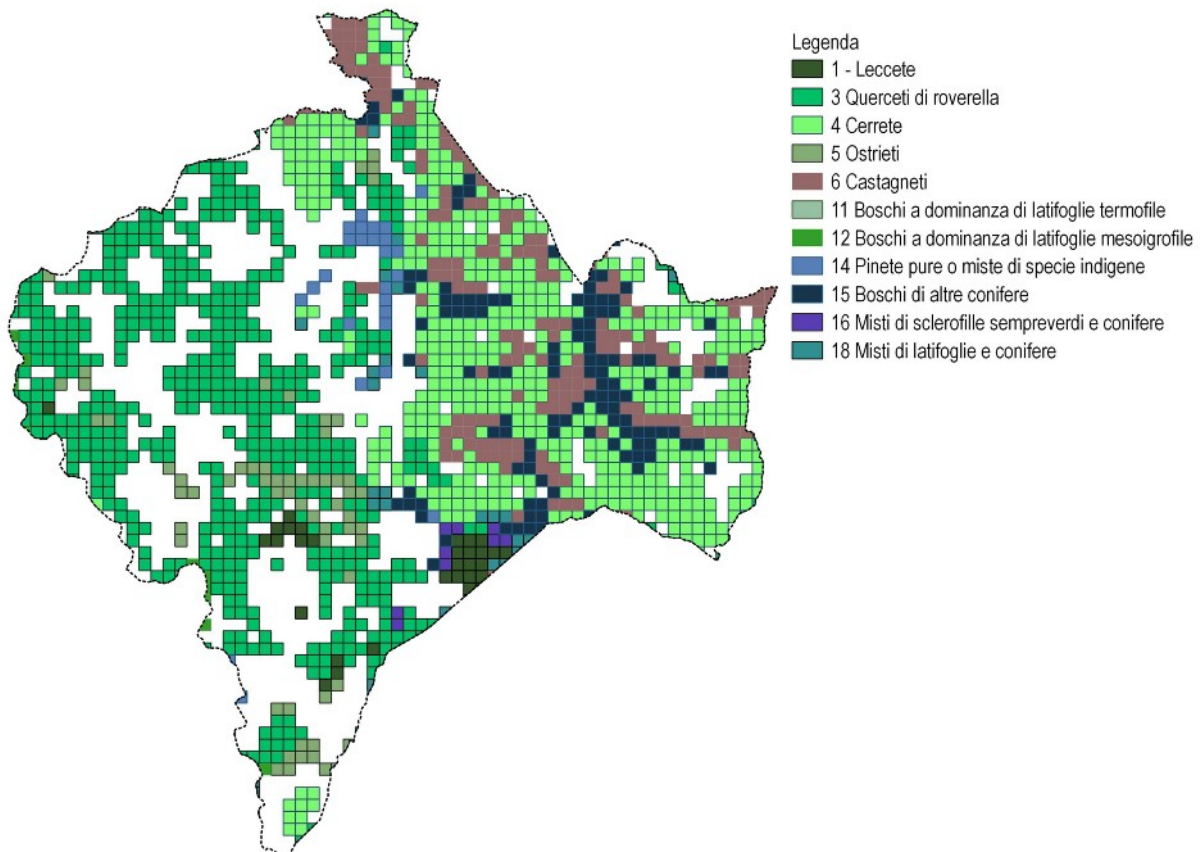 Legenda
1 - Leccete
3 Querceti di roverella
4 Cerrete
5 Ostrieti
6 Castagneti
11 Boschi a dominanza di latifoglie termofile
12 Boschi a dominanza di latifoglie mesoigrofile
14 Pinete pure o miste di specie indigene
15 Boschi di altre conifere
16 Misti di sclerofille sempreverdi e conifere
18 Misti di latifoglie e conifere